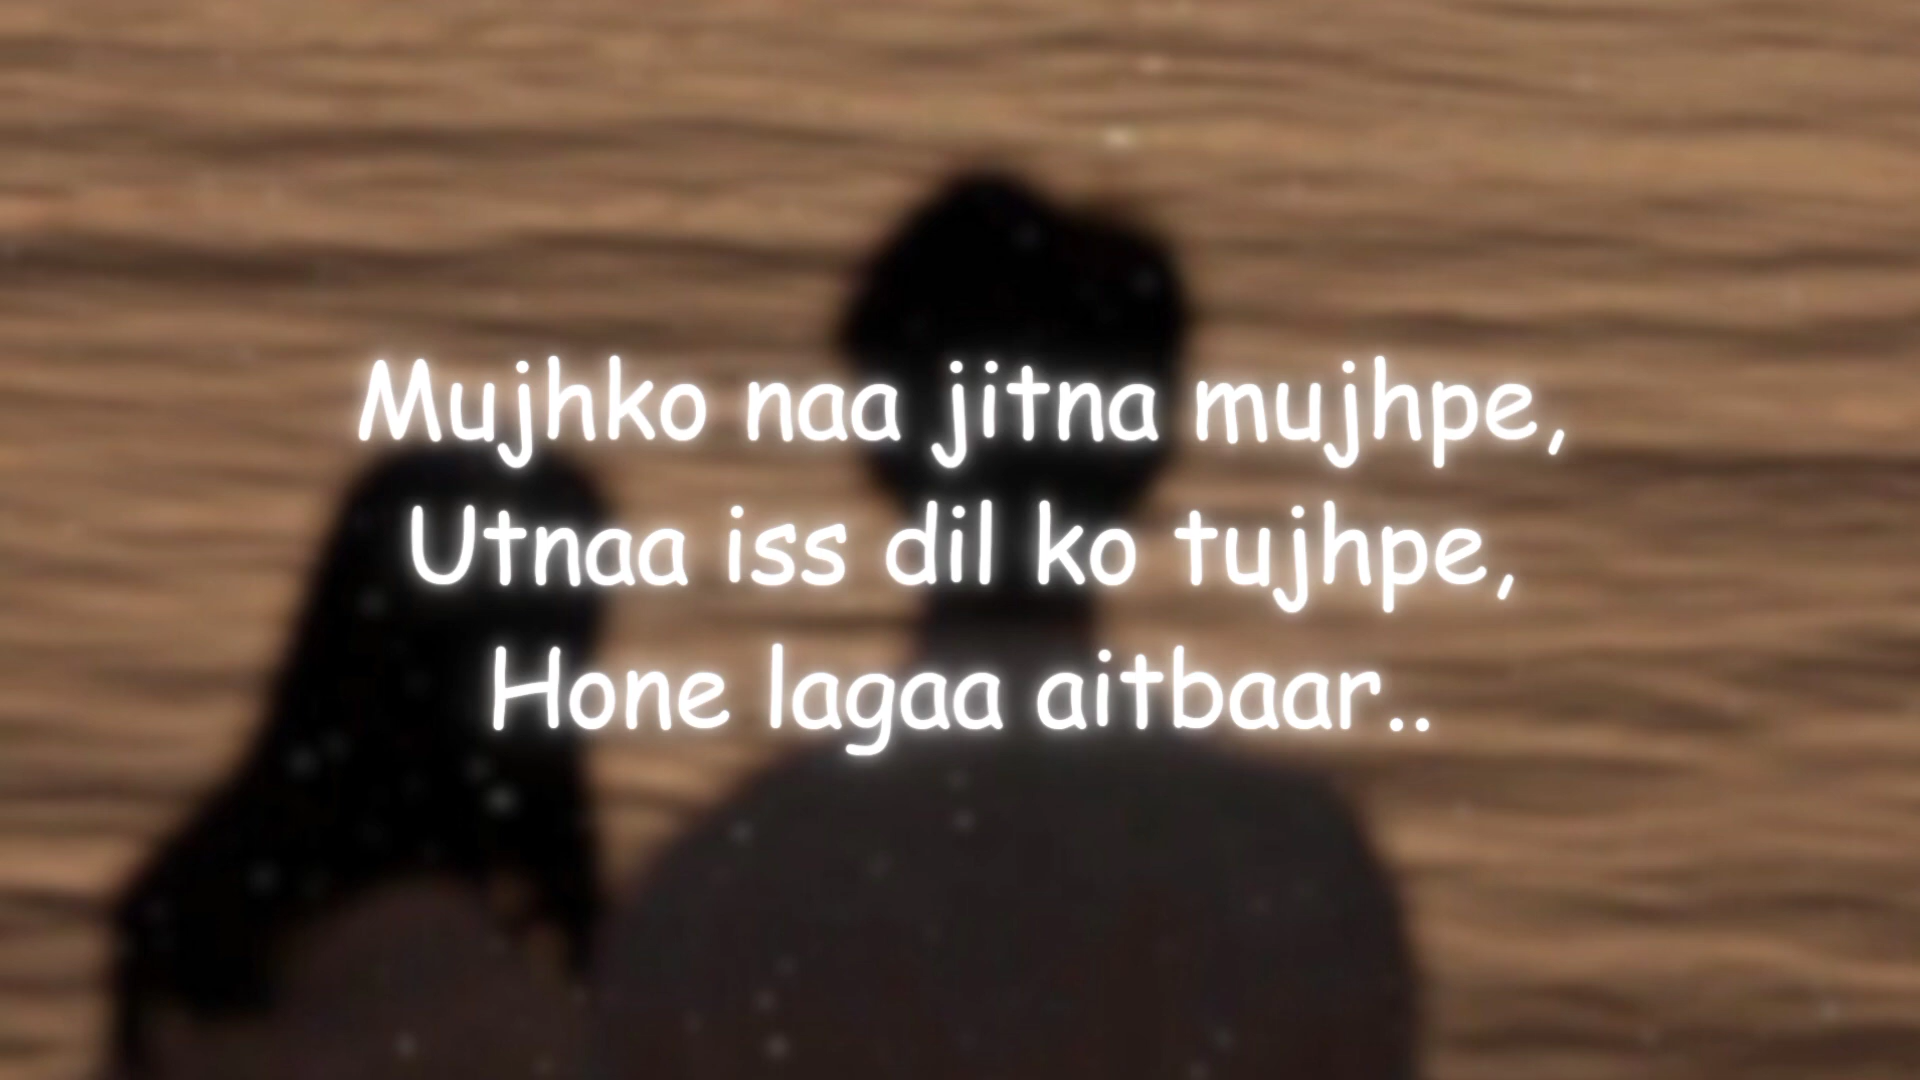 Mujhko naa jitna mujhpe,
Utnaa iss dil ko tujhpe,
Hone lagaa aitbaar..